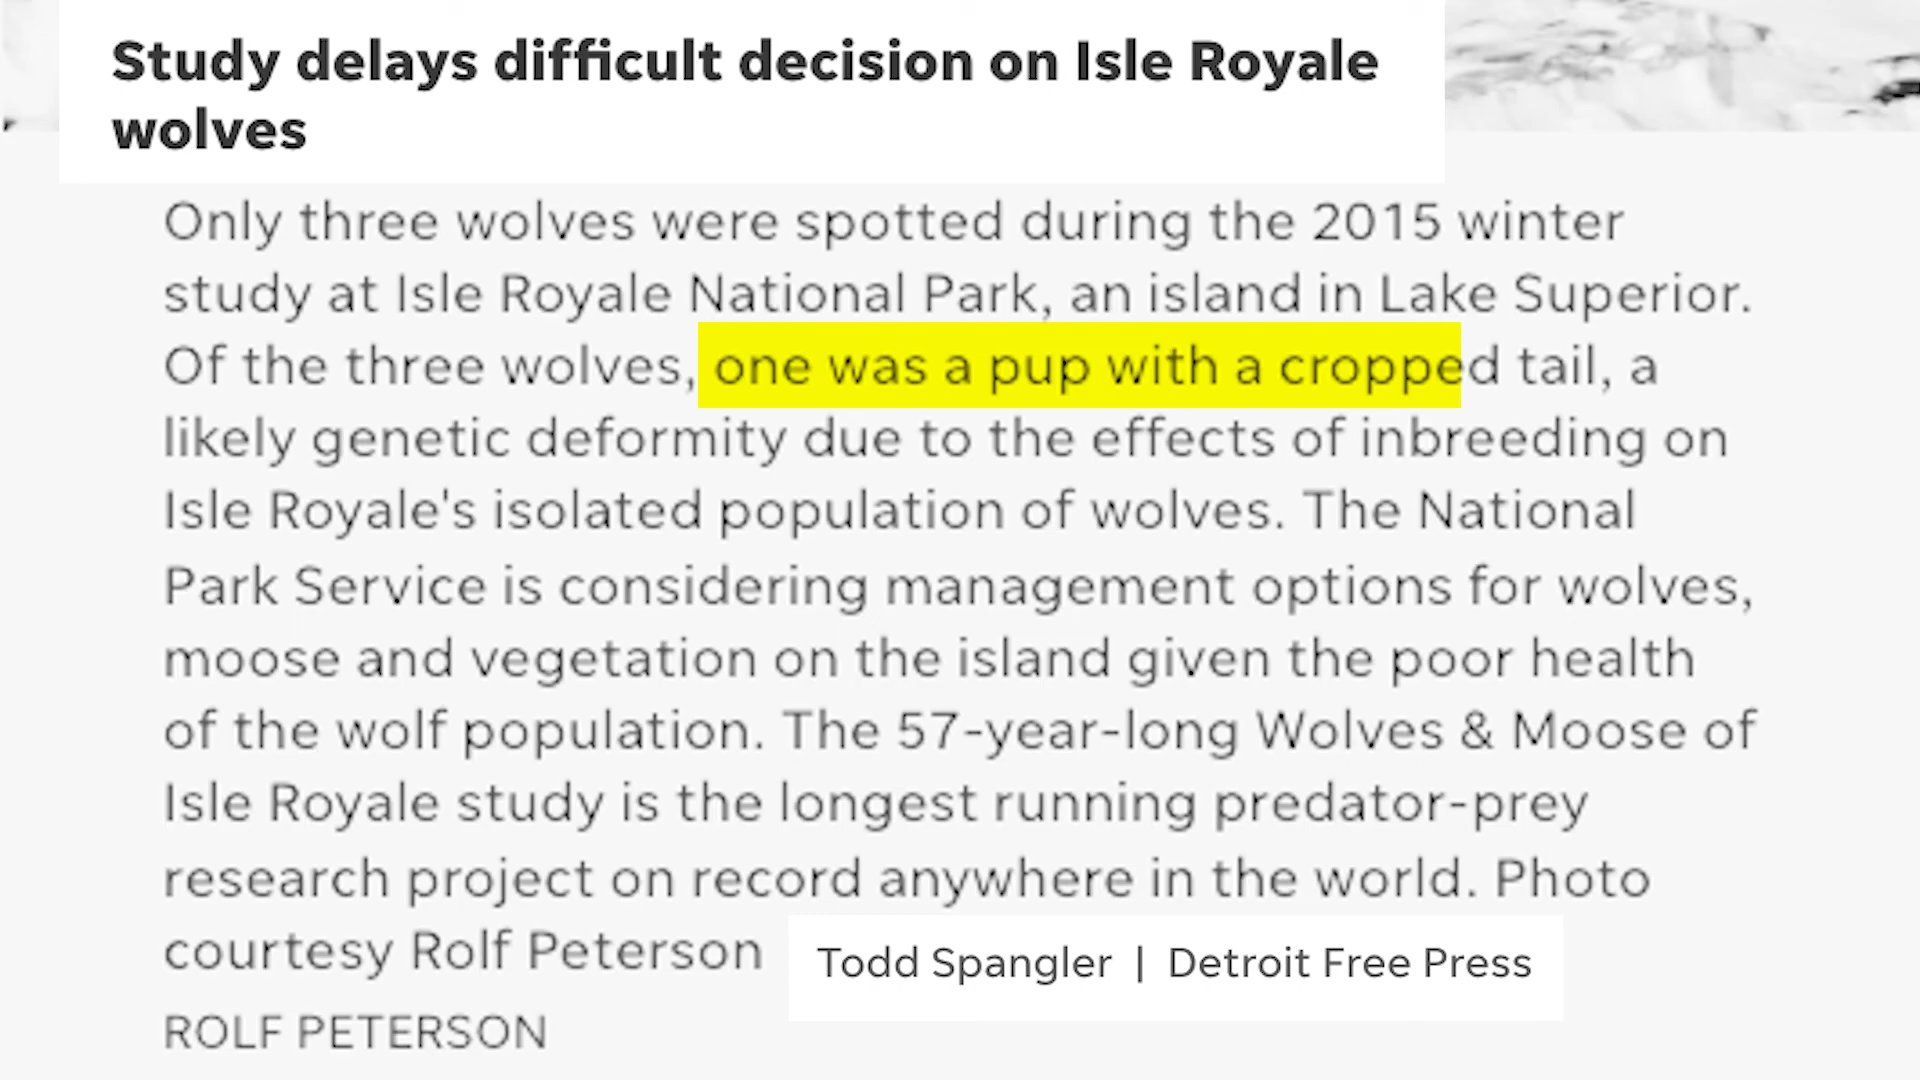 Study delays difficult decision on Isle Royale
wolves
Only three wolves were spotted during the 2015 winter
study at Isle Royale National Park, an island in Lake Superior.
Of the three wolves, one was a pup with a cropped tail, a
likely genetic deformity due to the effects of inbreeding on
Isle Royale's isolated population of wolves. The National
Park Service is considering management options for wolves,
moose and vegetation on the island given the poor health
of the wolf population. The 57-year-long Wolves & Moose of
Isle Royale study is the longest running predator-prey
research project on record anywhere in the world. Photo
courtesy Rolf Peterson
Todd Spangler | Detroit Free Press
ROLF PETERSON